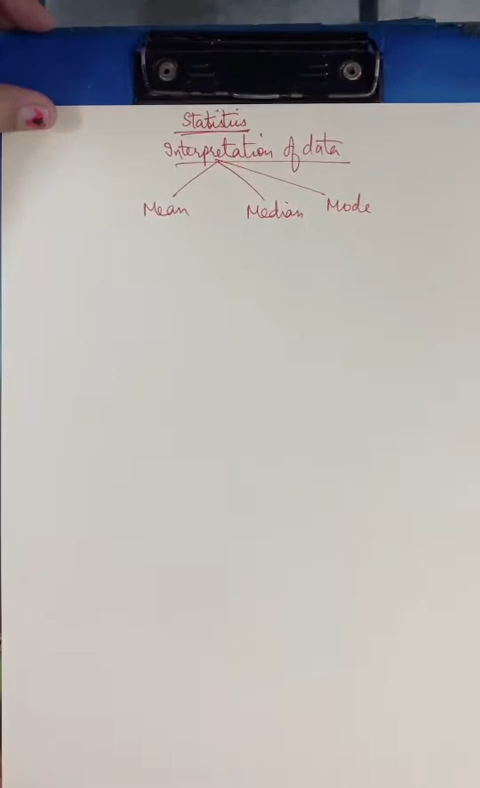 Statistics
Interpretation of data
Mean Median Mode